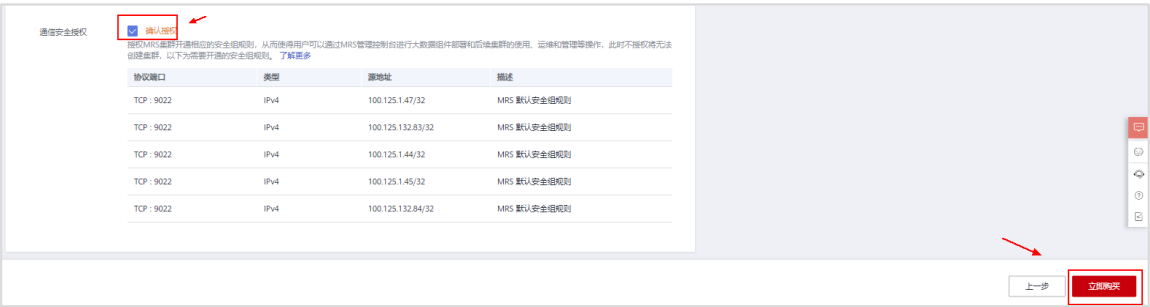 通信安全授权
确认授权
授权MRS集群开通相应的安全组规则，从而使得用户可以通过MRS管理控制台进行大数据组件部署和后续集群的使用、运维和管理等操作，此时不授权将无法
创建集群，以下为需要开通的安全组规则。 了解更多
协议端口 类型 源地址 描述
TCP : 9022 IPv4 100.125.1.47/32 MRS 默认安全组规则
TCP : 9022 IPv4 100.125.132.83/32 MRS 默认安全组规则
TCP : 9022 IPv4 100.125.1.44/32 MRS 默认安全组规则
TCP : 9022 IPv4 100.125.1.45/32 MRS 默认安全组规则
TCP : 9022 IPv4 100.125.132.84/32 MRS 默认安全组规则
上一步 立即购买